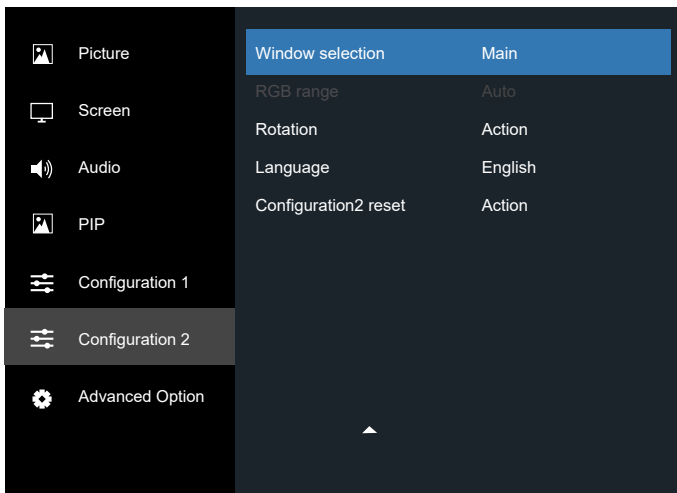 Picture
Screen
Audio
PIP
Configuration 1
Configuration 2
Advanced Option
Window selection Main
RGB range Auto
Rotation Action
Language English
Configuration2 reset Action